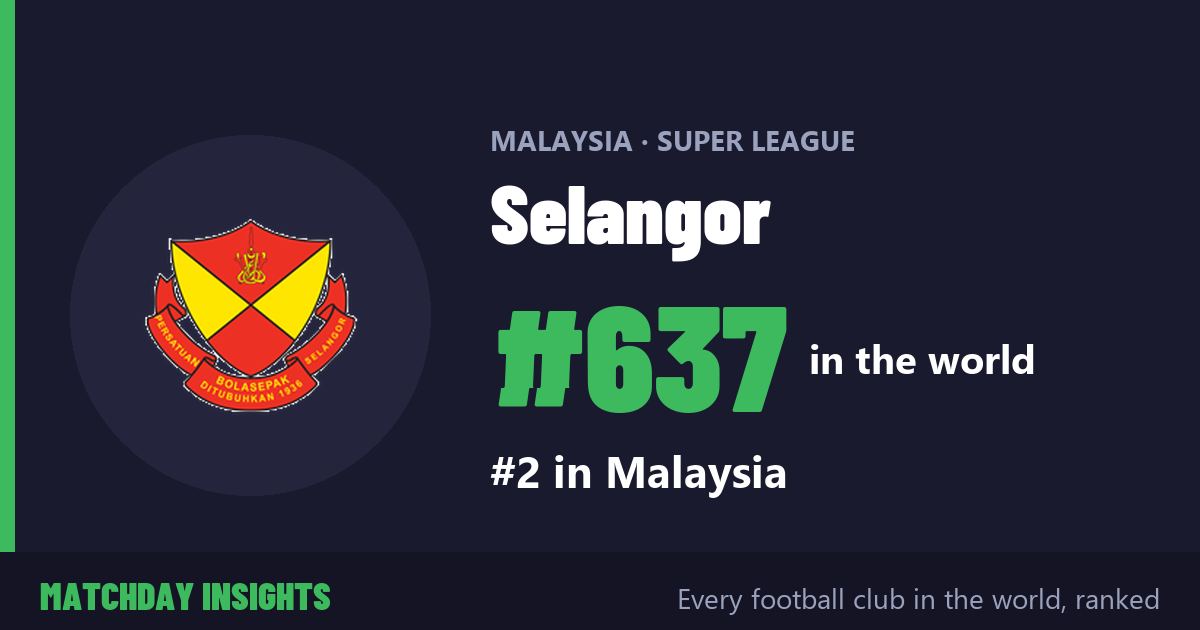 MALAYSIA · SUPER LEAGUE
Selangor
#637 in the world
#2 in Malaysia
PERSATUAN
BOLASEPAK
SELANGOR
DITUBUHKAN 1936
MATCHDAY INSIGHTS
Every football club in the world, ranked